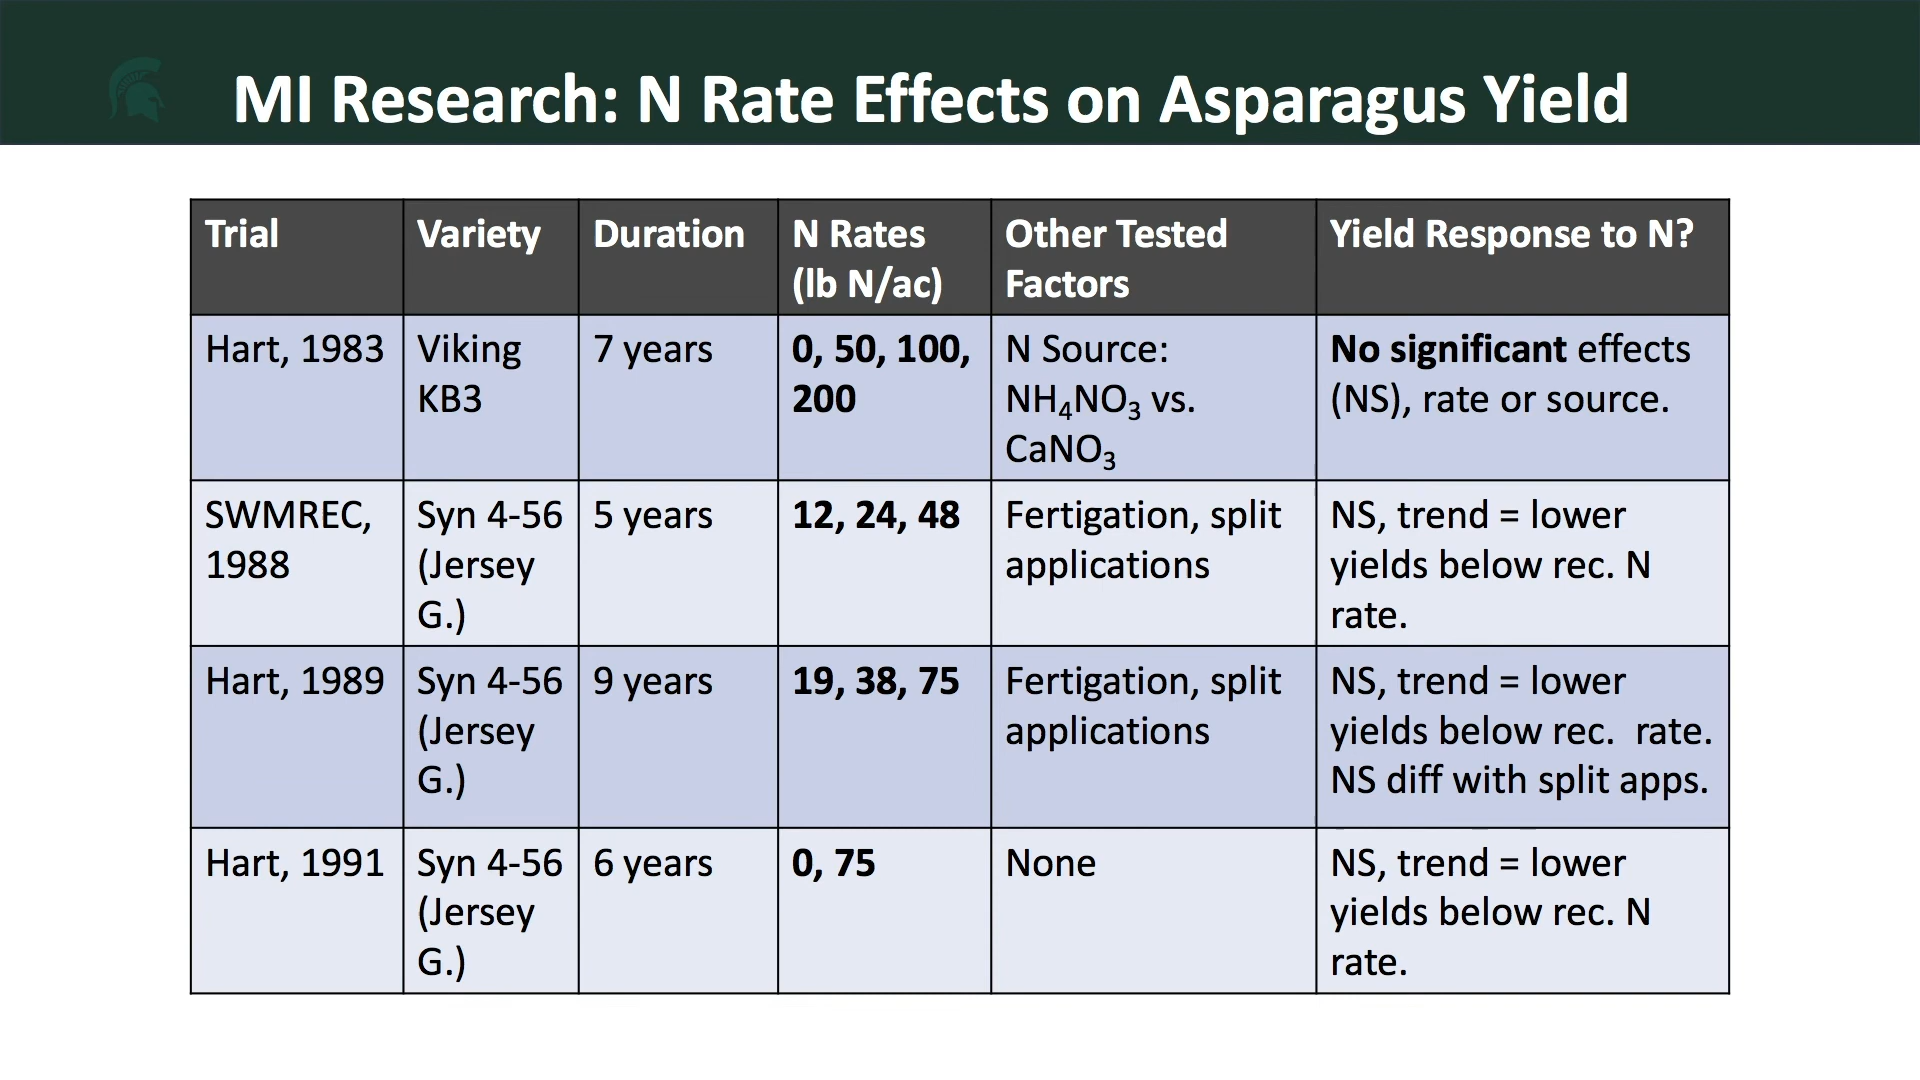 MI Research: N Rate Effects on Asparagus Yield
Trial
Variety
Duration
N Rates
(lb N/ac)
Other Tested
Factors
Yield Response to N?
Hart, 1983
Viking
KB3
7 years
0, 50, 100,
200
N Source:
NH₄NO₃ vs.
CaNO₃
No significant effects
(NS), rate or source.
SWMREC,
1988
Syn 4-56
(Jersey
G.)
5 years
12, 24, 48
Fertigation, split
applications
NS, trend = lower
yields below rec. N
rate.
Hart, 1989
Syn 4-56
(Jersey
G.)
9 years
19, 38, 75
Fertigation, split
applications
NS, trend = lower
yields below rec.  rate.
NS diff with split apps.
Hart, 1991
Syn 4-56
(Jersey
G.)
6 years
0, 75
None
NS, trend = lower
yields below rec. N
rate.